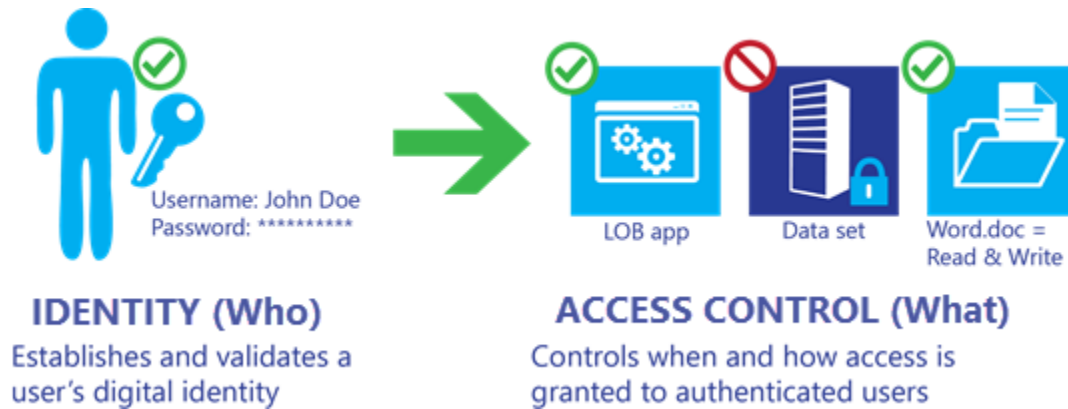 Username: John Doe
Password: **********
LOB app
Data set
Word.doc =
Read & Write
IDENTITY (Who)
Establishes and validates a
user's digital identity
ACCESS CONTROL (What)
Controls when and how access is
granted to authenticated users